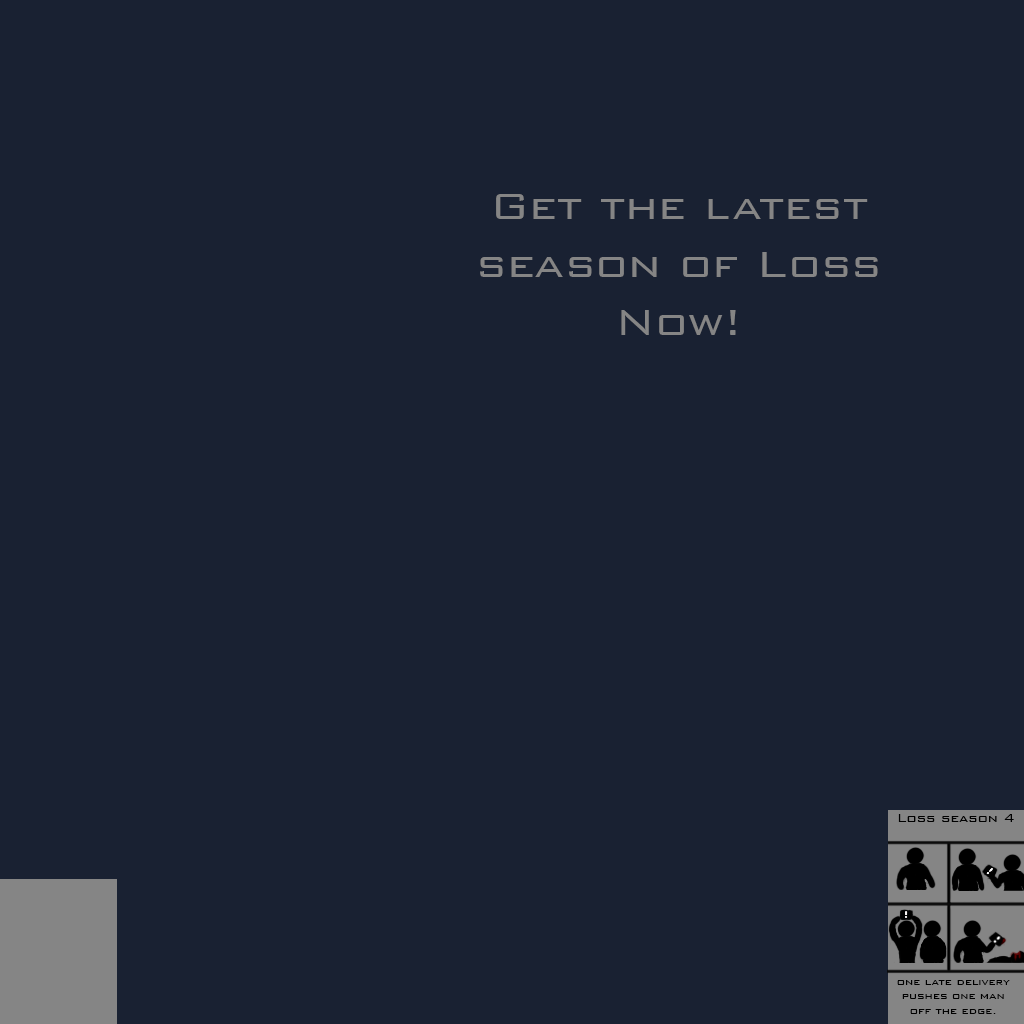 Get the latest
season of Loss
Now!
Loss season 4
!
!
!
!
one late delivery
pushes one man
off the edge.